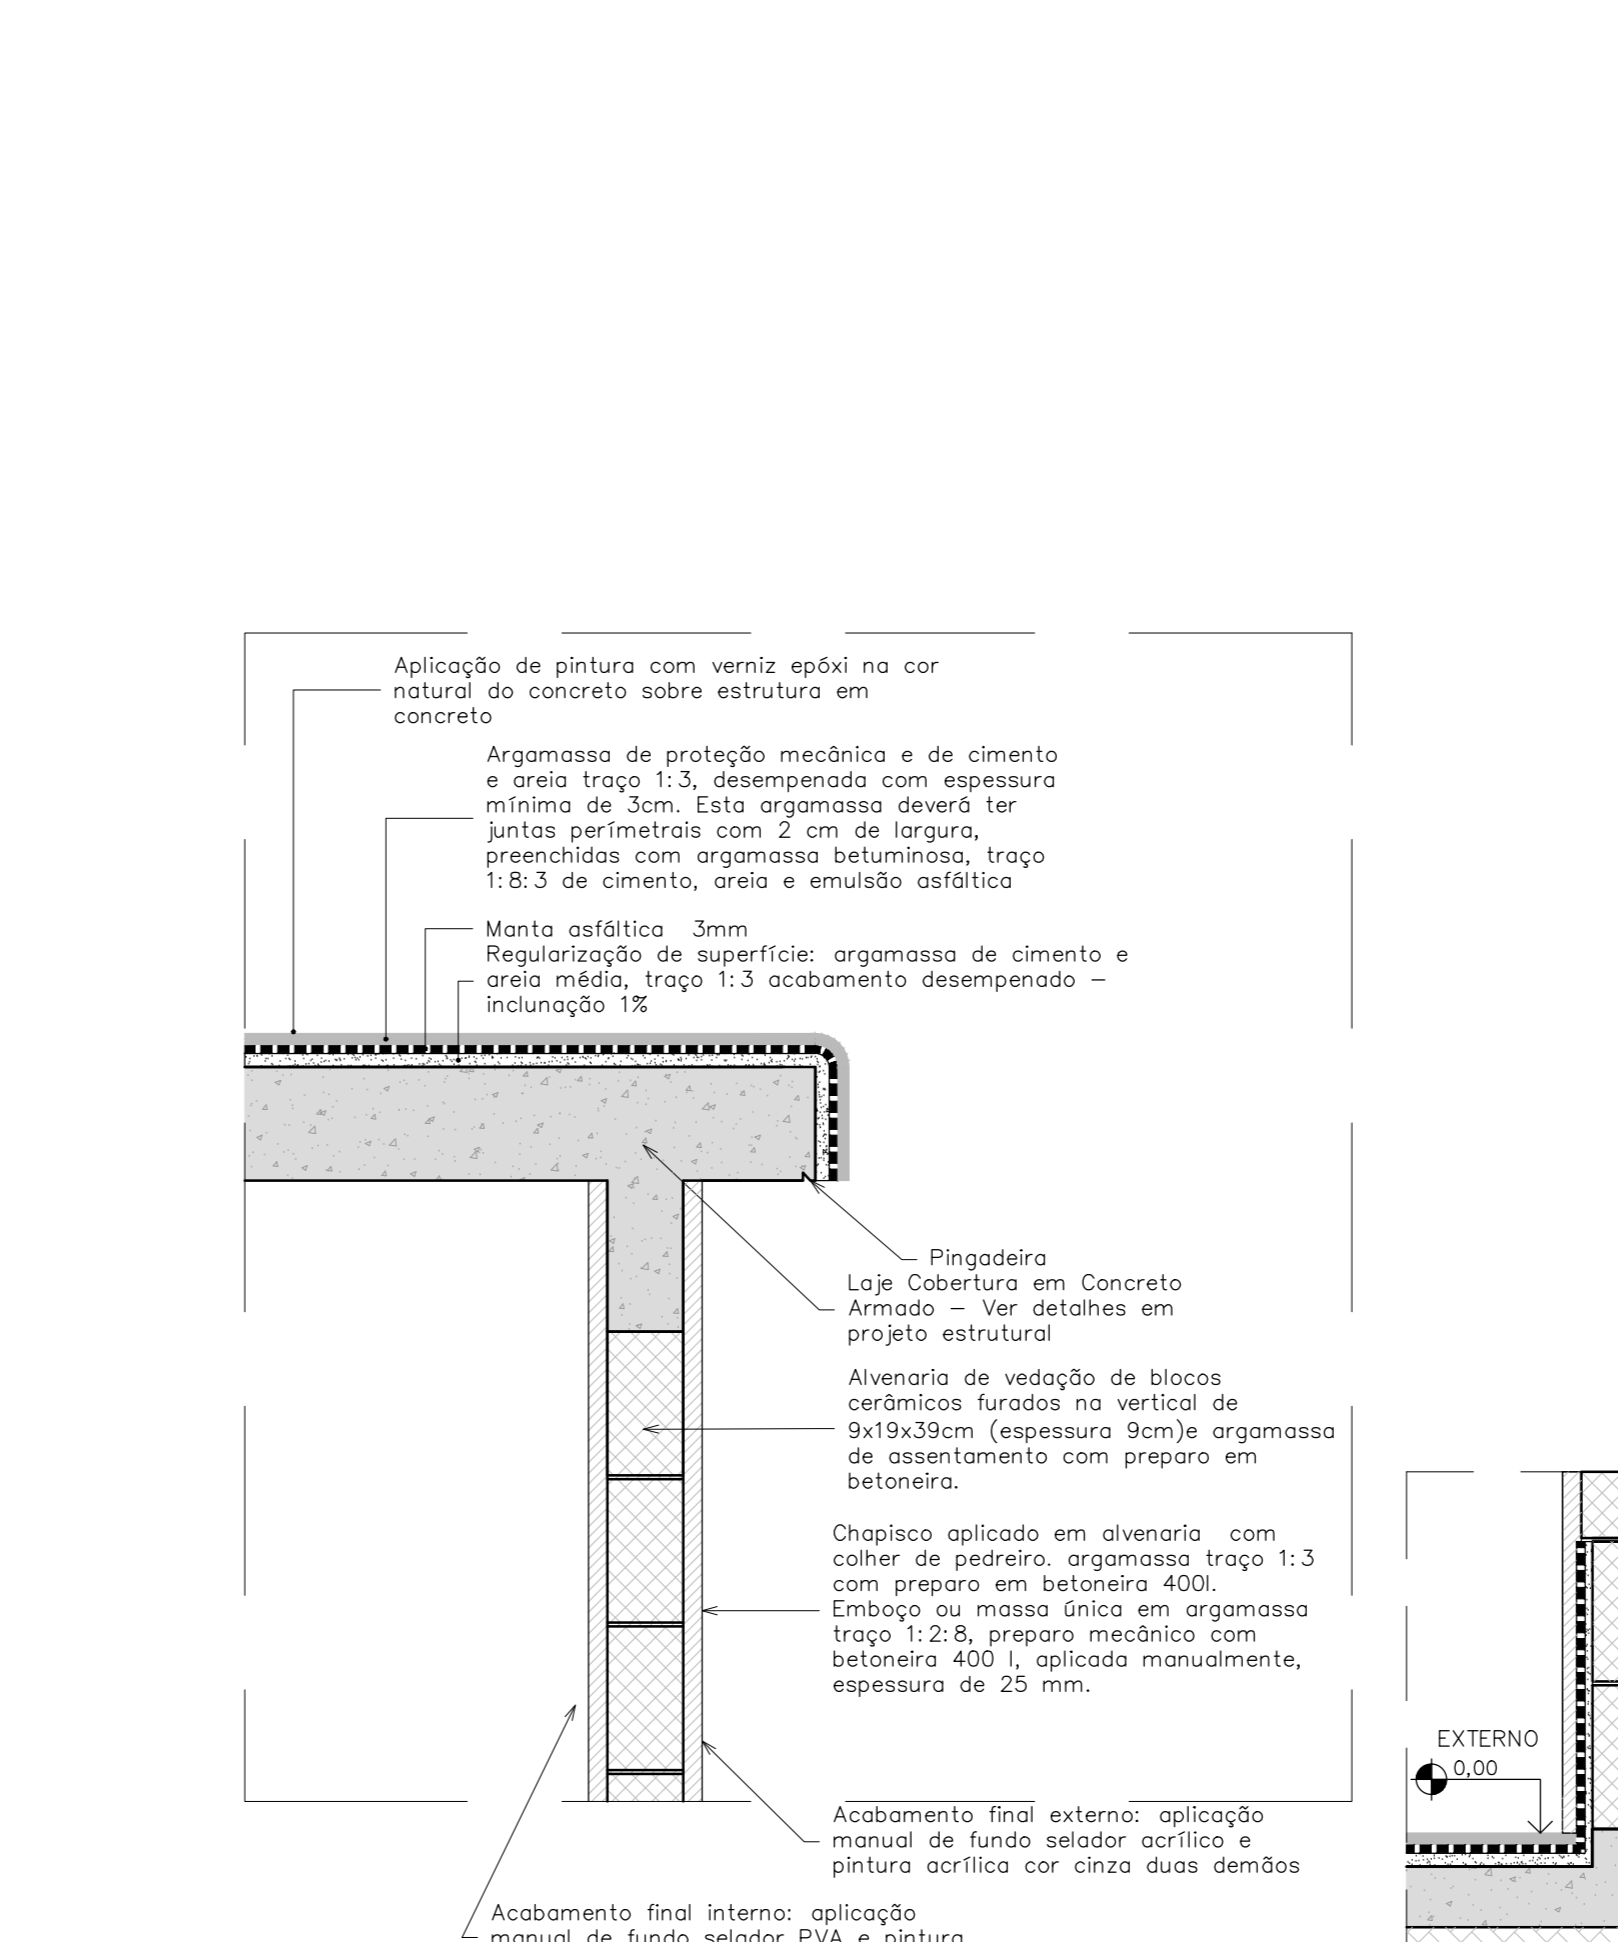 Aplicação de pintura com verniz epóxi na cor
natural do concreto sobre estrutura em
concreto
Argamassa de proteção mecânica e de cimento
e areia traço 1:3, desempenada com espessura
mínima de 3cm. Esta argamassa deverá ter
juntas perímetrais com 2 cm de largura,
preenchidas com argamassa betuminosa, traço
1:8:3 de cimento, areia e emulsão asfáltica
Manta asfáltica 3mm
Regularização de superfície: argamassa de cimento e
areia média, traço 1:3 acabamento desempenado –
inclunação 1%
Pingadeira
Laje Cobertura em Concreto
Armado – Ver detalhes em
projeto estrutural
Alvenaria de vedação de blocos
cerâmicos furados na vertical de
9x19x39cm (espessura 9cm)e argamassa
de assentamento com preparo em
betoneira.
Chapisco aplicado em alvenaria com
colher de pedreiro. argamassa traço 1:3
com preparo em betoneira 400l.
Emboço ou massa única em argamassa
traço 1:2:8, preparo mecânico com
betoneira 400 l, aplicada manualmente,
espessura de 25 mm.
EXTERNO
0,00
Acabamento final externo: aplicação
manual de fundo selador acrílico e
pintura acrílica cor cinza duas demãos
Acabamento final interno: aplicação
manual de fundo selador PVA e pintura